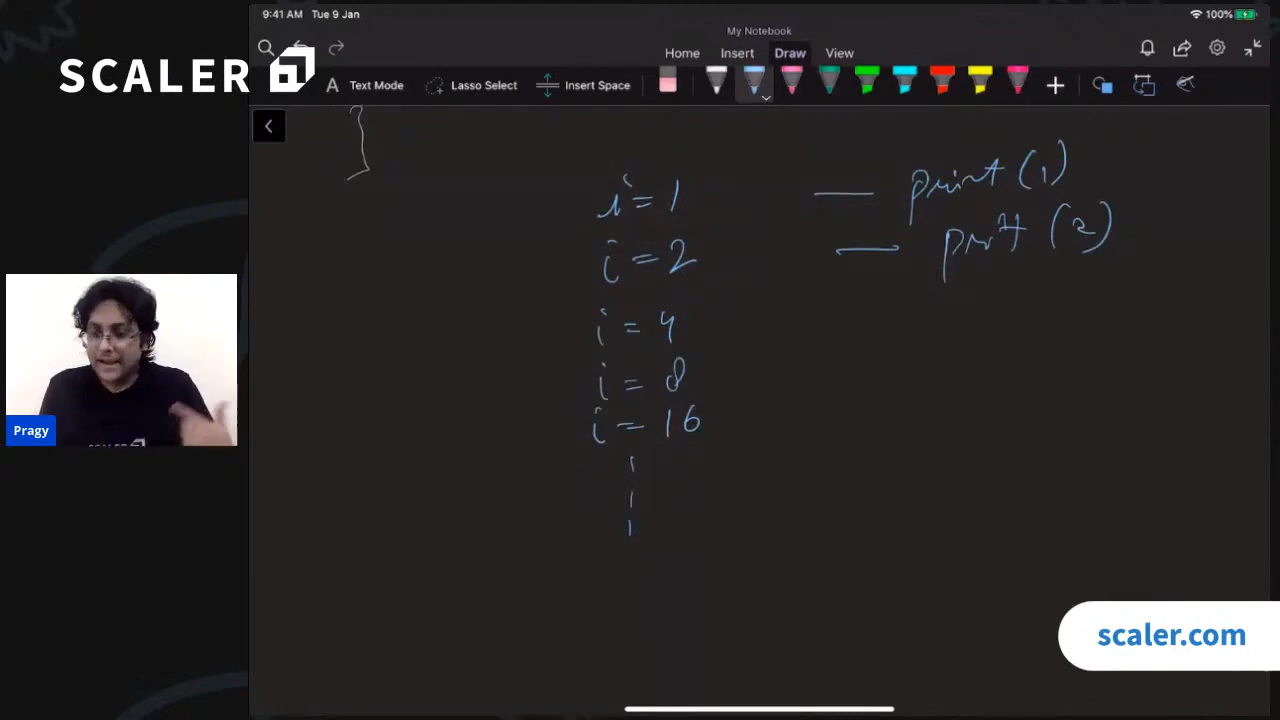 9:41 AM Tue 9 Jan
100%
My Notebook
SCALER
Home Insert Draw View
A Text Mode Lasso Select Insert Space
i = 1 — print (1)
i = 2 — print (2)
i = 4
i = 8
i = 16
Pragy
SCALER
scaler.com